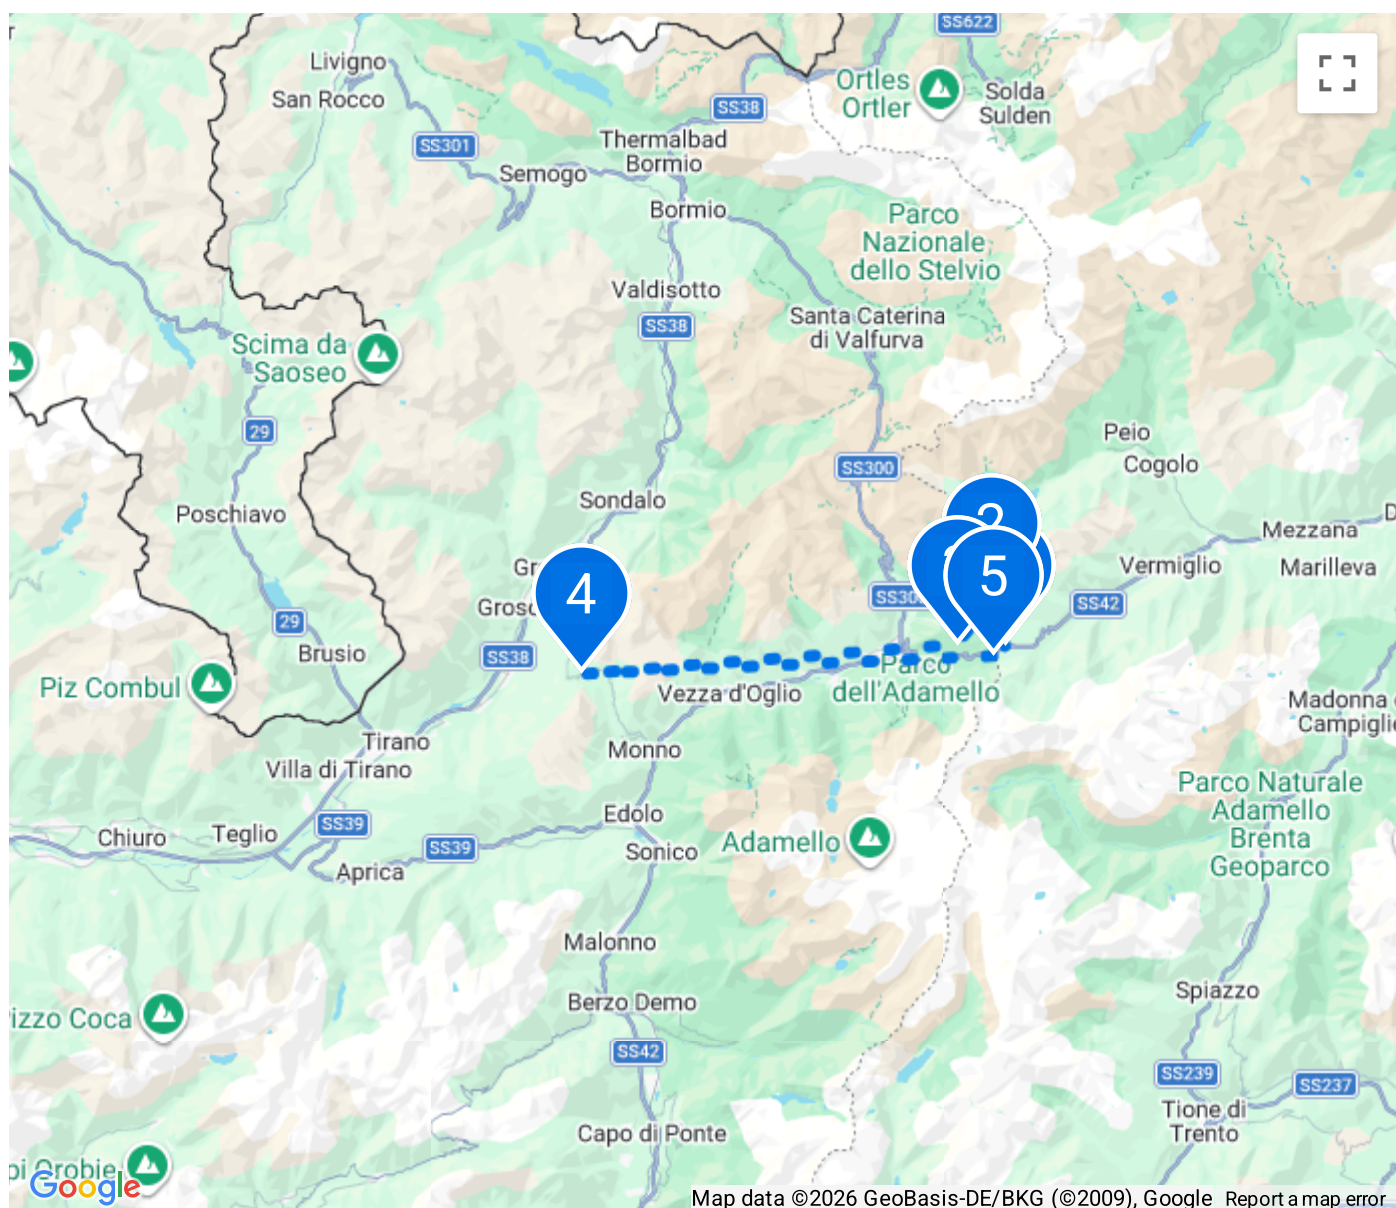 SS622
Livigno
San Rocco
Ortles
Ortler
Solda
Sulden
SS38
SS301
Thermalbad
Bormio
Semogo
Bormio
Parco
Nazionale
dello Stelvio
Valdisotto
SS38
Santa Caterina
di Valfurva
Scima da
Saoseo
29
Peio
Cogolo
SS300
Sondalo
Poschiavo
Mezzana
2
Vermiglio
Marilleva
5
4
SS42
29
Brusio
SS38
Parco
dell'Adamello
Piz Combul
Vezza d'Oglio
Madonna
Campiglio
Tirano
Monno
Villa di Tirano
Parco Naturale
Adamello
Brenta
Geoparco
Edolo
SS39
Chiuro
Teglio
SS39
Adamello
Sonico
Aprica
Malonno
Spiazzo
Berzo Demo
izzo Coca
SS42
SS239
SS237
Tione di
Trento
Capo di Ponte
Google
Map data ©2026 GeoBasis-DE/BKG (©2009), Google
Report a map error